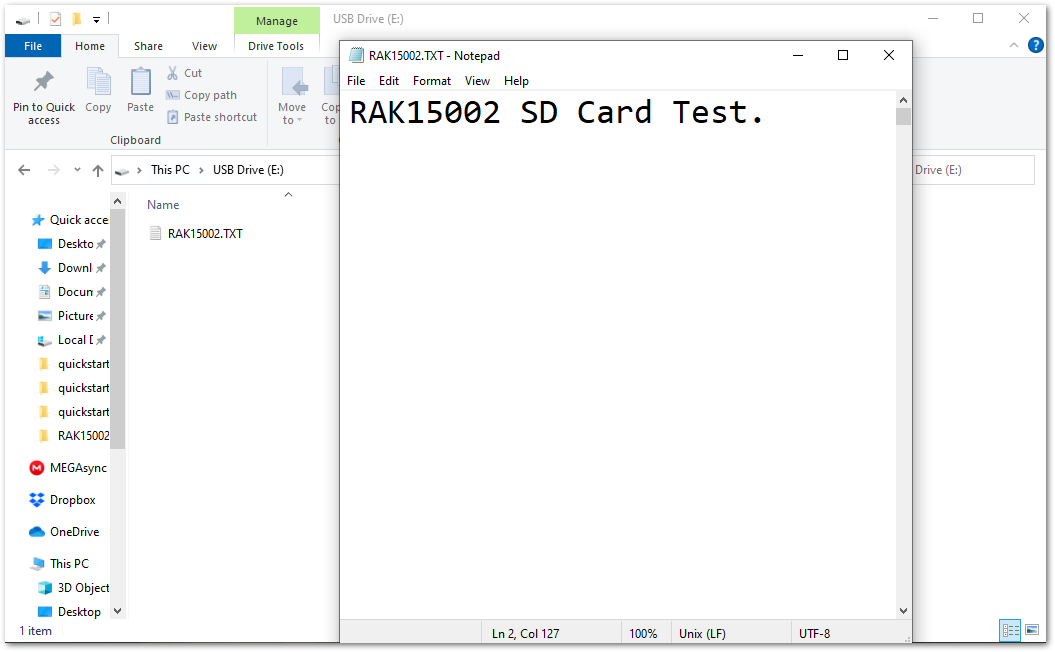 Manage
USB Drive (E:)
File
Home
Share
View
Drive Tools
Pin to Quick
access
Copy
Paste
Cut
Copy path
Paste shortcut
Move
to
Cop
to
Clipboard
This PC
USB Drive (E:)
Drive (E:)
Quick acce
Deskto
Downl
Docum
Picture
Local D
quickstart
quickstart
quickstart
RAK15002
MEGAsync
Dropbox
OneDrive
This PC
3D Object
Desktop
1 item
Name
RAK15002.TXT
RAK15002.TXT - Notepad
File Edit Format View Help
RAK15002 SD Card Test.
Ln 2, Col 127
100%
Unix (LF)
UTF-8